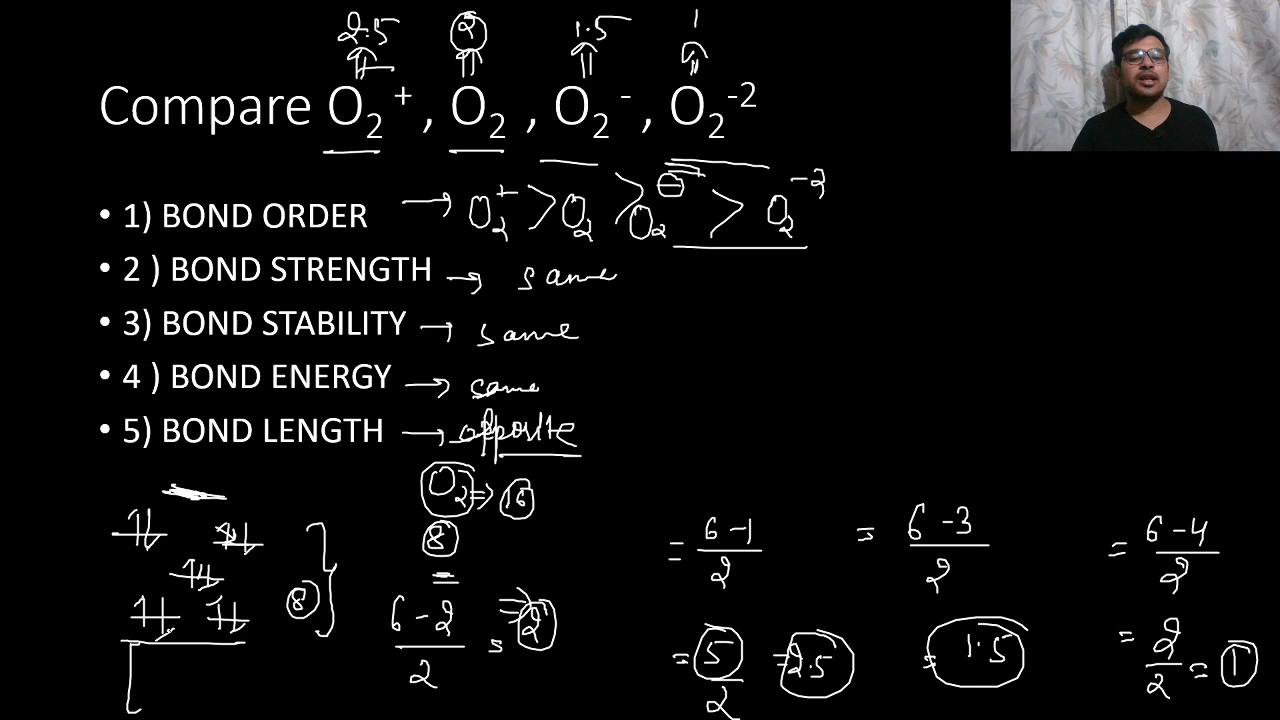 2.5 2 1.5 1
Compare O₂⁺ , O₂ , O₂⁻ , O₂⁻²
• 1) BOND ORDER → O₂⁺ > O₂ > O₂⊖ > O₂⁻²
• 2 ) BOND STRENGTH → same
• 3) BOND STABILITY → same
• 4 ) BOND ENERGY → same
• 5) BOND LENGTH → opposite
O₂ ⇒ 16
8
8
6-2/2 = 2
= 6-1/2
= 5/2 = 2.5
= 6-3/2
= 1.5
= 6-4/2
= 2/2 = 1